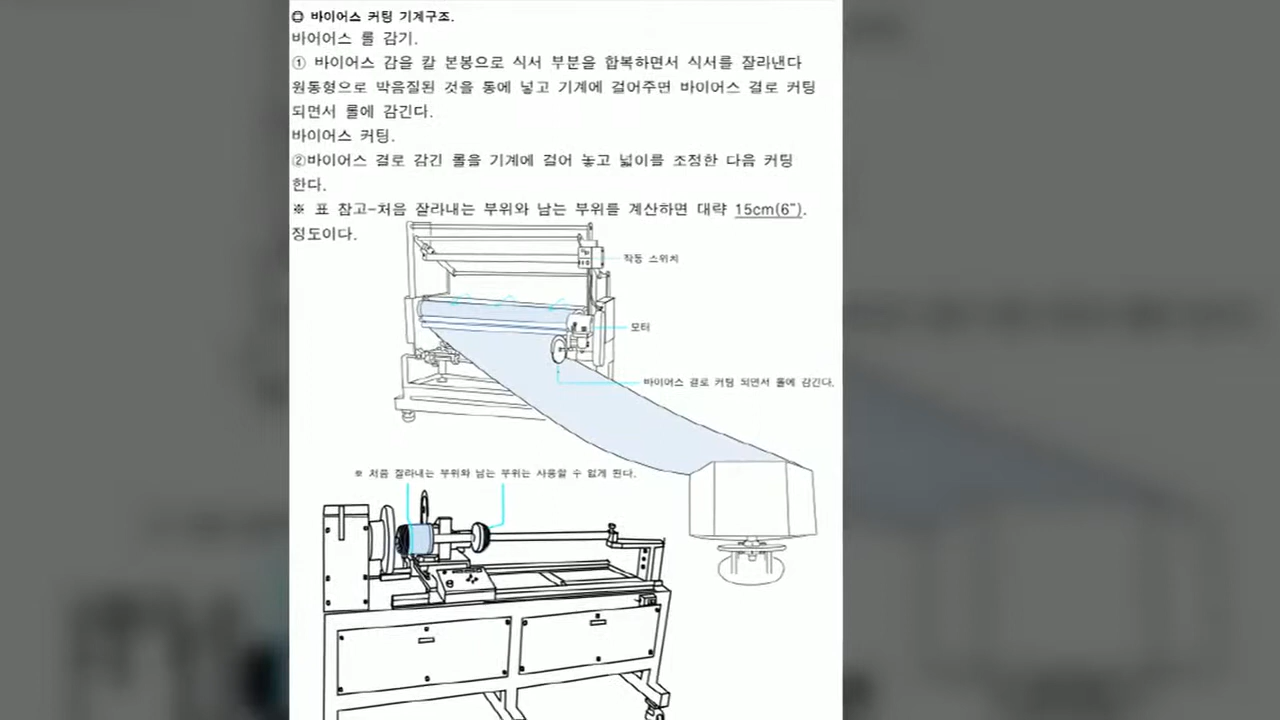 바이어스 커팅 기계구조.
바이어스 롤 감기.
① 바이어스 감을 칼 본봉으로 식서 부분을 합복하면서 식서를 잘라낸다
원통형으로 박음질된 것을 통에 넣고 기계에 걸어주면 바이어스 결로 커팅
되면서 롤에 감긴다.
바이어스 커팅.
②바이어스 결로 감긴 롤을 기계에 걸어 놓고 넓이를 조정한 다음 커팅
한다.
※ 표 참고-처음 잘라내는 부위와 남는 부위를 계산하면 대략 15cm(6").
정도이다.
작동 스위치
모터
바이어스 결로 커팅 되면서 롤에 감긴다.
※ 처음 잘라내는 부위와 남는 부위는 사용할 수 없게 된다.